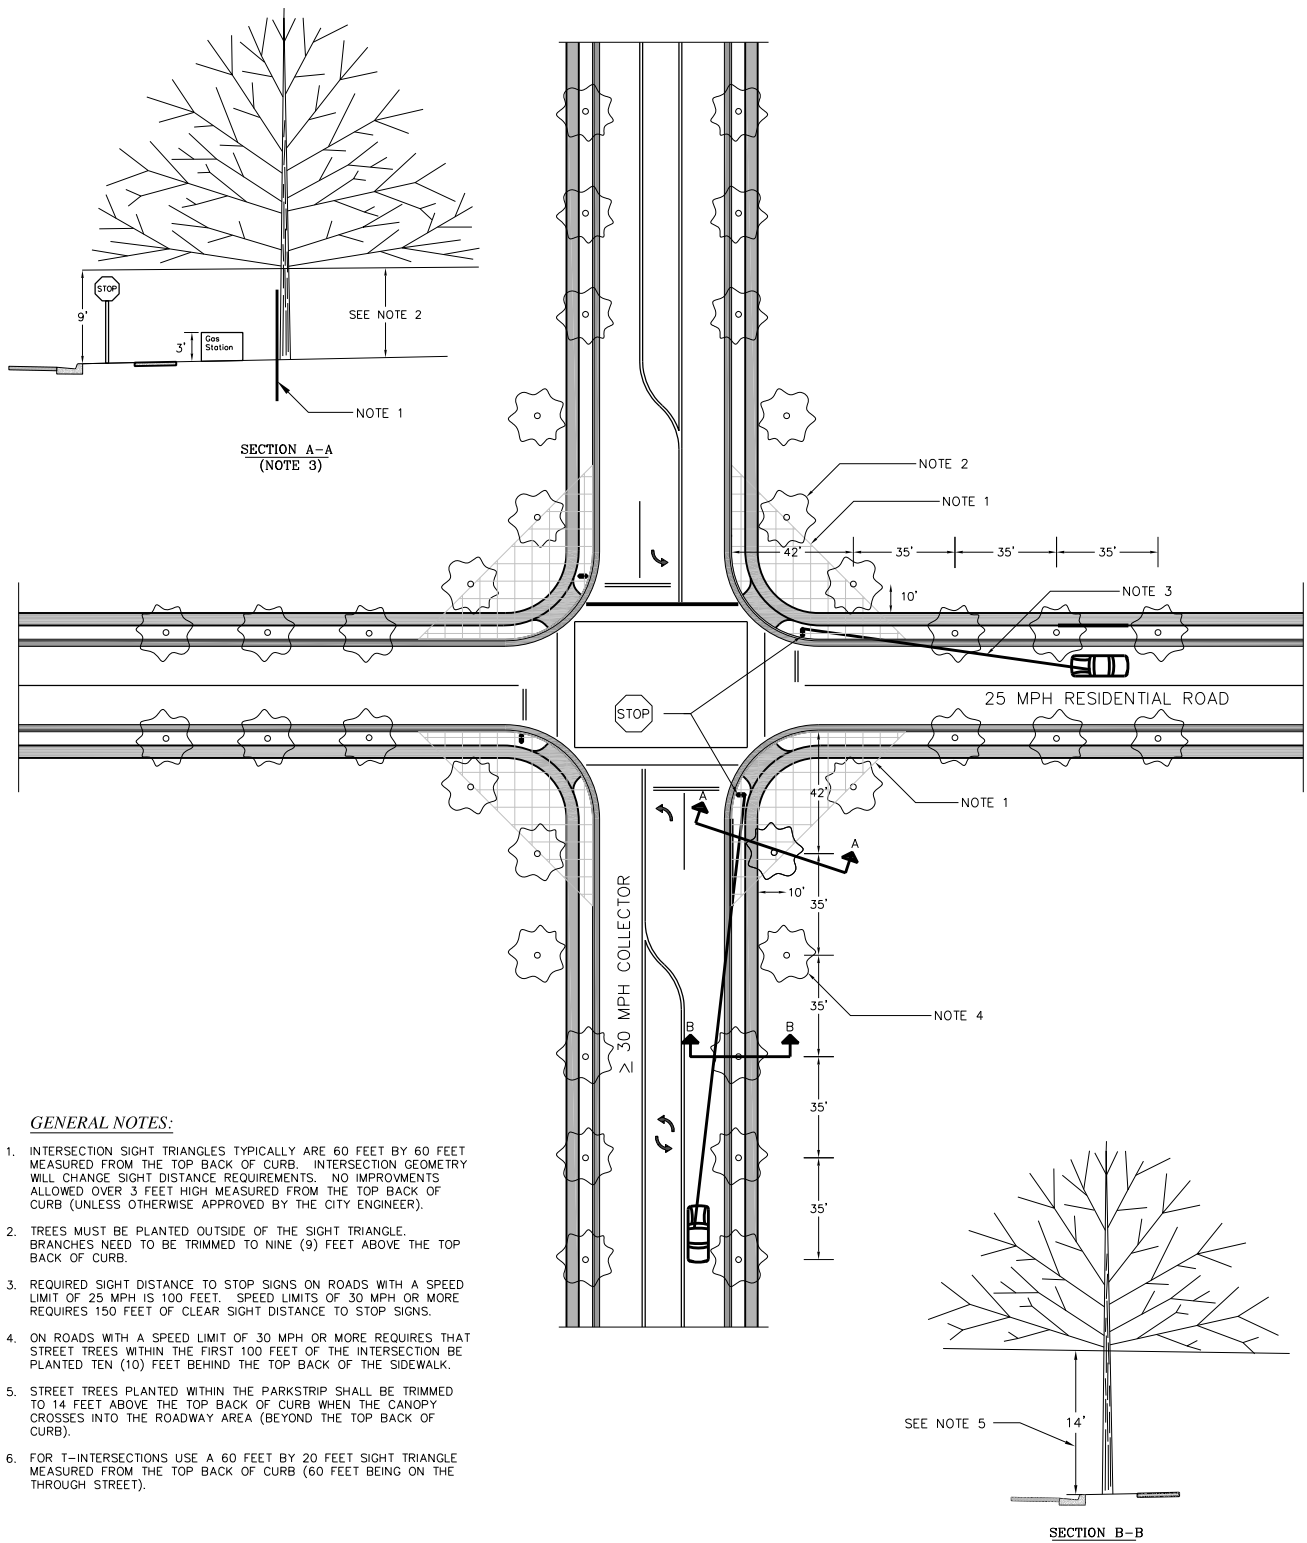 STOP
9'
3'
Gas
Station
SEE NOTE 2
NOTE 1
SECTION A-A
(NOTE 3)
NOTE 2
NOTE 1
42'
35'
35'
35'
10'
NOTE 3
25 MPH RESIDENTIAL ROAD
STOP
NOTE 1
42'
A
A
10'
35'
≥ 30 MPH COLLECTOR
35'
NOTE 4
B
B
35'
35'
GENERAL NOTES:
1. INTERSECTION SIGHT TRIANGLES TYPICALLY ARE 60 FEET BY 60 FEET
MEASURED FROM THE TOP BACK OF CURB. INTERSECTION GEOMETRY
WILL CHANGE SIGHT DISTANCE REQUIREMENTS. NO IMPROVMENTS
ALLOWED OVER 3 FEET HIGH MEASURED FROM THE TOP BACK OF
CURB (UNLESS OTHERWISE APPROVED BY THE CITY ENGINEER).
2. TREES MUST BE PLANTED OUTSIDE OF THE SIGHT TRIANGLE.
BRANCHES NEED TO BE TRIMMED TO NINE (9) FEET ABOVE THE TOP
BACK OF CURB.
3. REQUIRED SIGHT DISTANCE TO STOP SIGNS ON ROADS WITH A SPEED
LIMIT OF 25 MPH IS 100 FEET. SPEED LIMITS OF 30 MPH OR MORE
REQUIRES 150 FEET OF CLEAR SIGHT DISTANCE TO STOP SIGNS.
4. ON ROADS WITH A SPEED LIMIT OF 30 MPH OR MORE REQUIRES THAT
STREET TREES WITHIN THE FIRST 100 FEET OF THE INTERSECTION BE
PLANTED TEN (10) FEET BEHIND THE TOP BACK OF THE SIDEWALK.
5. STREET TREES PLANTED WITHIN THE PARKSTRIP SHALL BE TRIMMED
TO 14 FEET ABOVE THE TOP BACK OF CURB WHEN THE CANOPY
CROSSES INTO THE ROADWAY AREA (BEYOND THE TOP BACK OF
CURB).
6. FOR T-INTERSECTIONS USE A 60 FEET BY 20 FEET SIGHT TRIANGLE
MEASURED FROM THE TOP BACK OF CURB (60 FEET BEING ON THE
THROUGH STREET).
SEE NOTE 5
14'
SECTION B-B